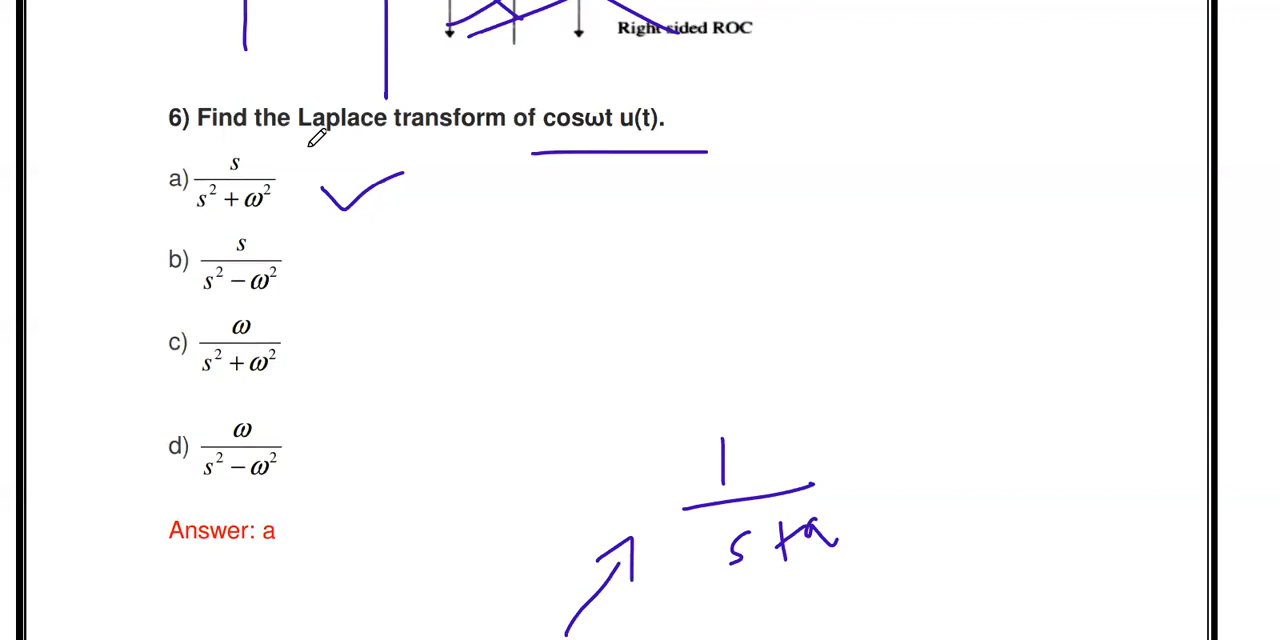 Right sided ROC
6) Find the Laplace transform of cosωt u(t).
a) s / (s² + ω²)
b) s / (s² − ω²)
c) ω / (s² + ω²)
d) ω / (s² − ω²)
1
s+a
Answer: a